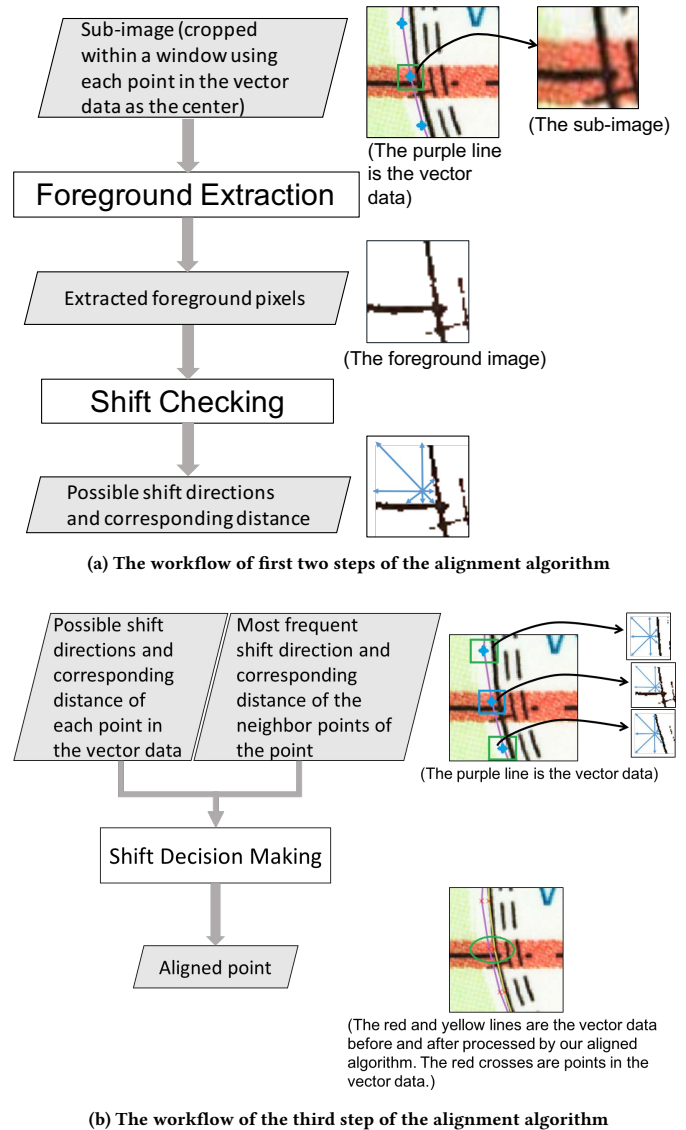 Sub-image (cropped
within a window using
each point in the vector
data as the center)
V
(The sub-image)
(The purple line
is the vector
data)
Foreground Extraction
Extracted foreground pixels
(The foreground image)
Shift Checking
Possible shift directions
and corresponding distance
(a) The workflow of first two steps of the alignment algorithm
Possible shift
directions and
corresponding
distance of
each point in
the vector data
Most frequent
shift direction and
corresponding
distance of the
neighbor points of
the point
V
(The purple line is the vector data)
Shift Decision Making
Aligned point
V
(The red and yellow lines are the vector data
before and after processed by our aligned
algorithm. The red crosses are points in the
vector data.)
(b) The workflow of the third step of the alignment algorithm